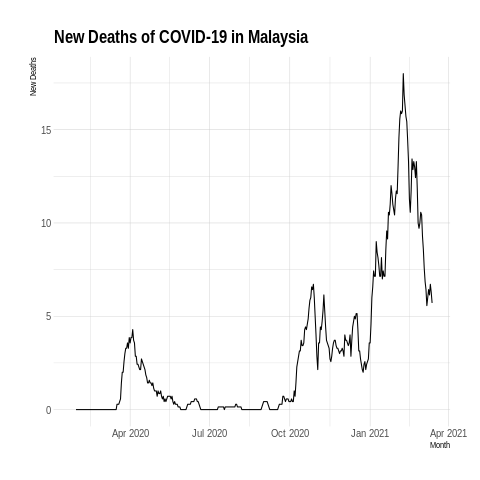 New Deaths of COVID-19 in Malaysia
New Deaths
15
10
5
0
Apr 2020 Jul 2020 Oct 2020 Jan 2021 Apr 2021
Month